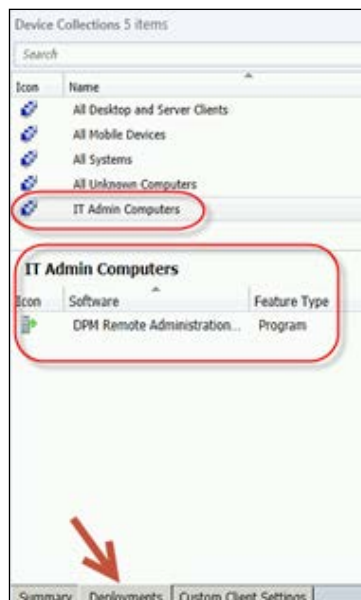 Device Collections 5 items
Search
Icon Name
All Desktop and Server Clients
All Mobile Devices
All Systems
All Unknown Computers
IT Admin Computers
IT Admin Computers
Icon Software Feature Type
DPM Remote Administration... Program
Summary Deployments Custom Client Settings